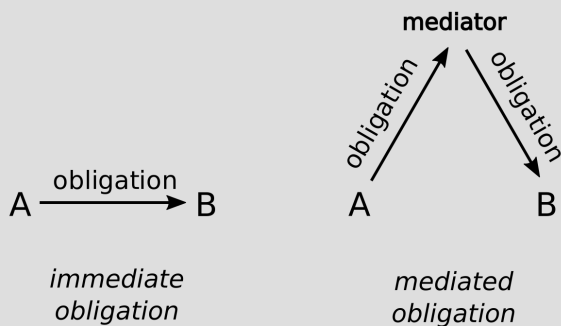 obligation
A
B
immediate
obligation
mediator
obligation
obligation
A
B
mediated
obligation